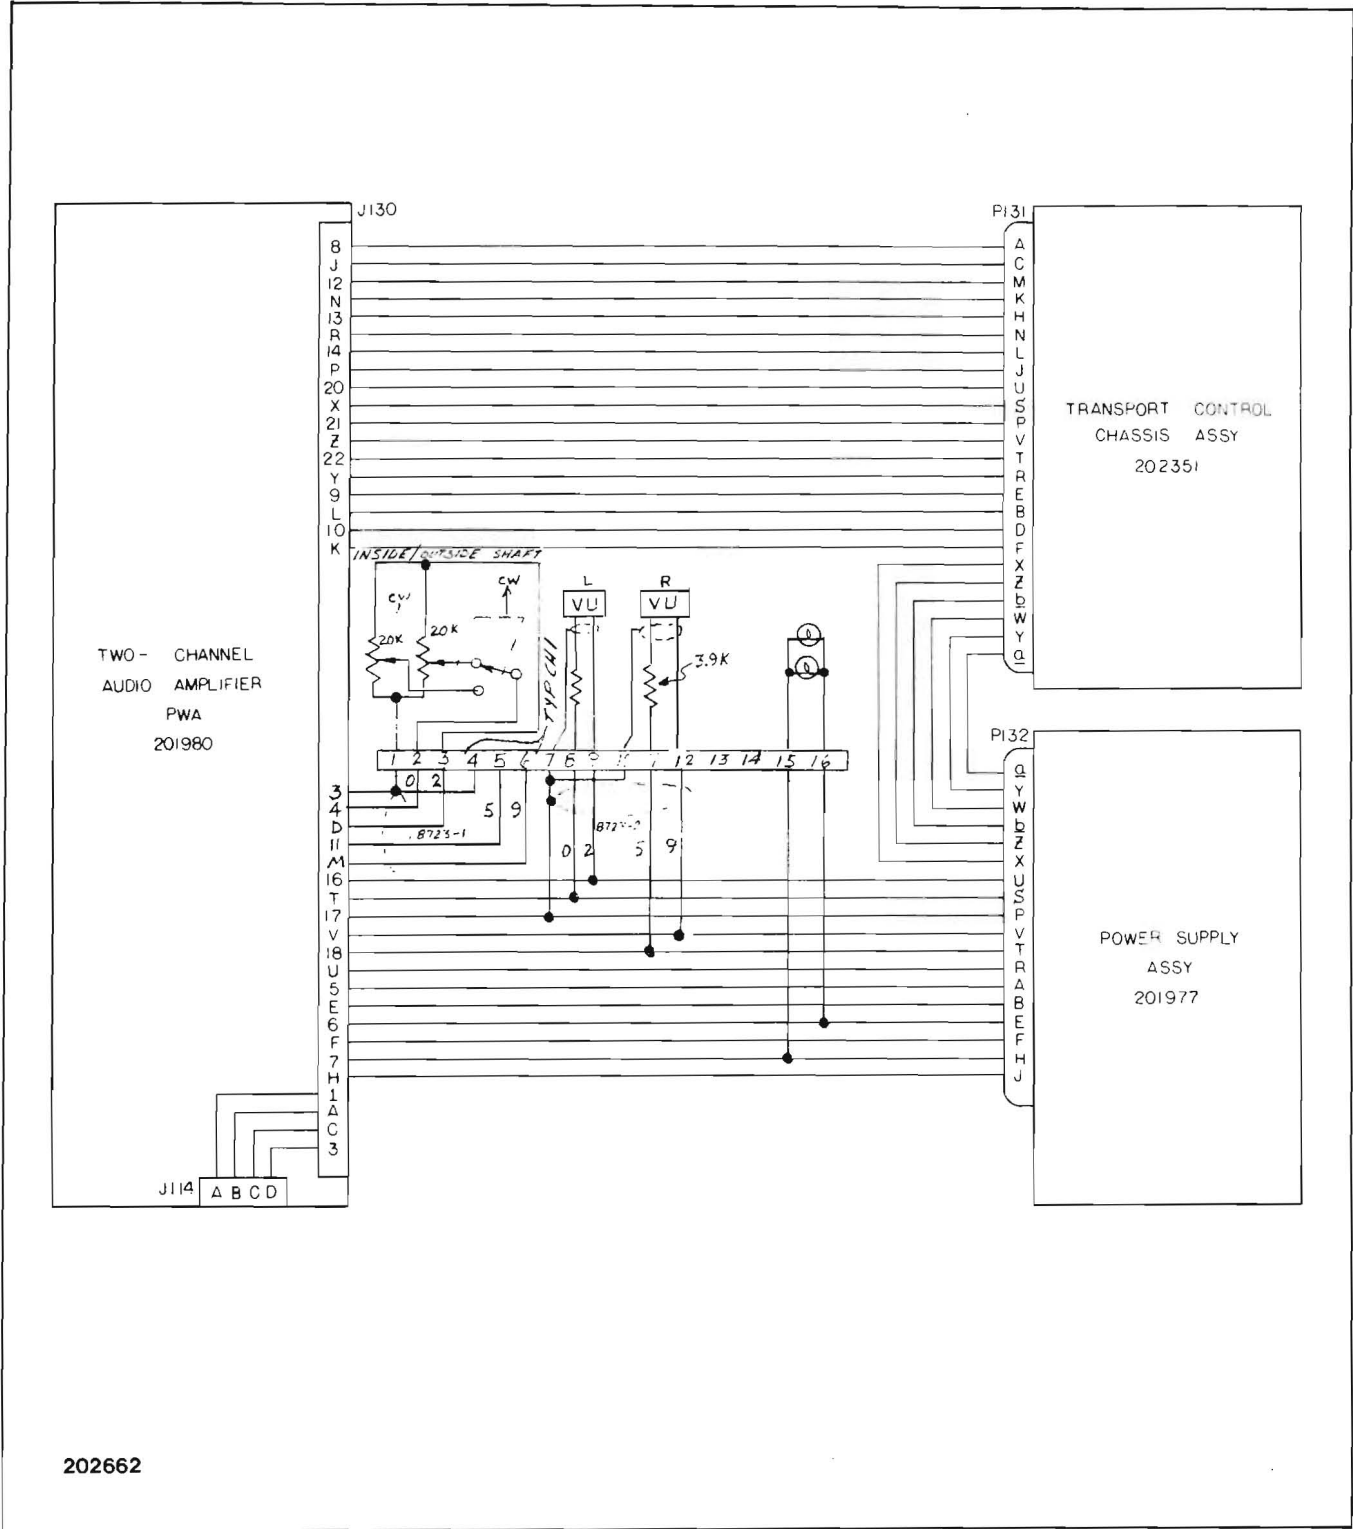 J130
P131
8
J
12
N
13
R
14
P
20
X
21
Z
22
Y
9
L
10
K
A
C
M
K
H
N
L
J
U
S
P
V
T
R
E
B
D
F
X
Z
b
W
Y
a
TRANSPORT CONTROL
CHASSIS ASSY
202351
INSIDE/OUTSIDE SHAFT
CW
CW
20K
20K
L
VU
R
VU
3.9K
TYP CH1
TWO- CHANNEL
AUDIO AMPLIFIER
PWA
201980
1 2 3 4 5 6 7 8 9 12 13 14 15 16
0 2
5 9
8723-1
0 2
5 9
3
4
D
11
M
16
T
17
V
18
U
5
E
6
F
7
H
1
A
C
3
P132
a
Y
W
b
Z
X
U
S
P
V
T
R
A
B
E
F
H
J
POWER SUPPLY
ASSY
201977
J114
A B C D
202662